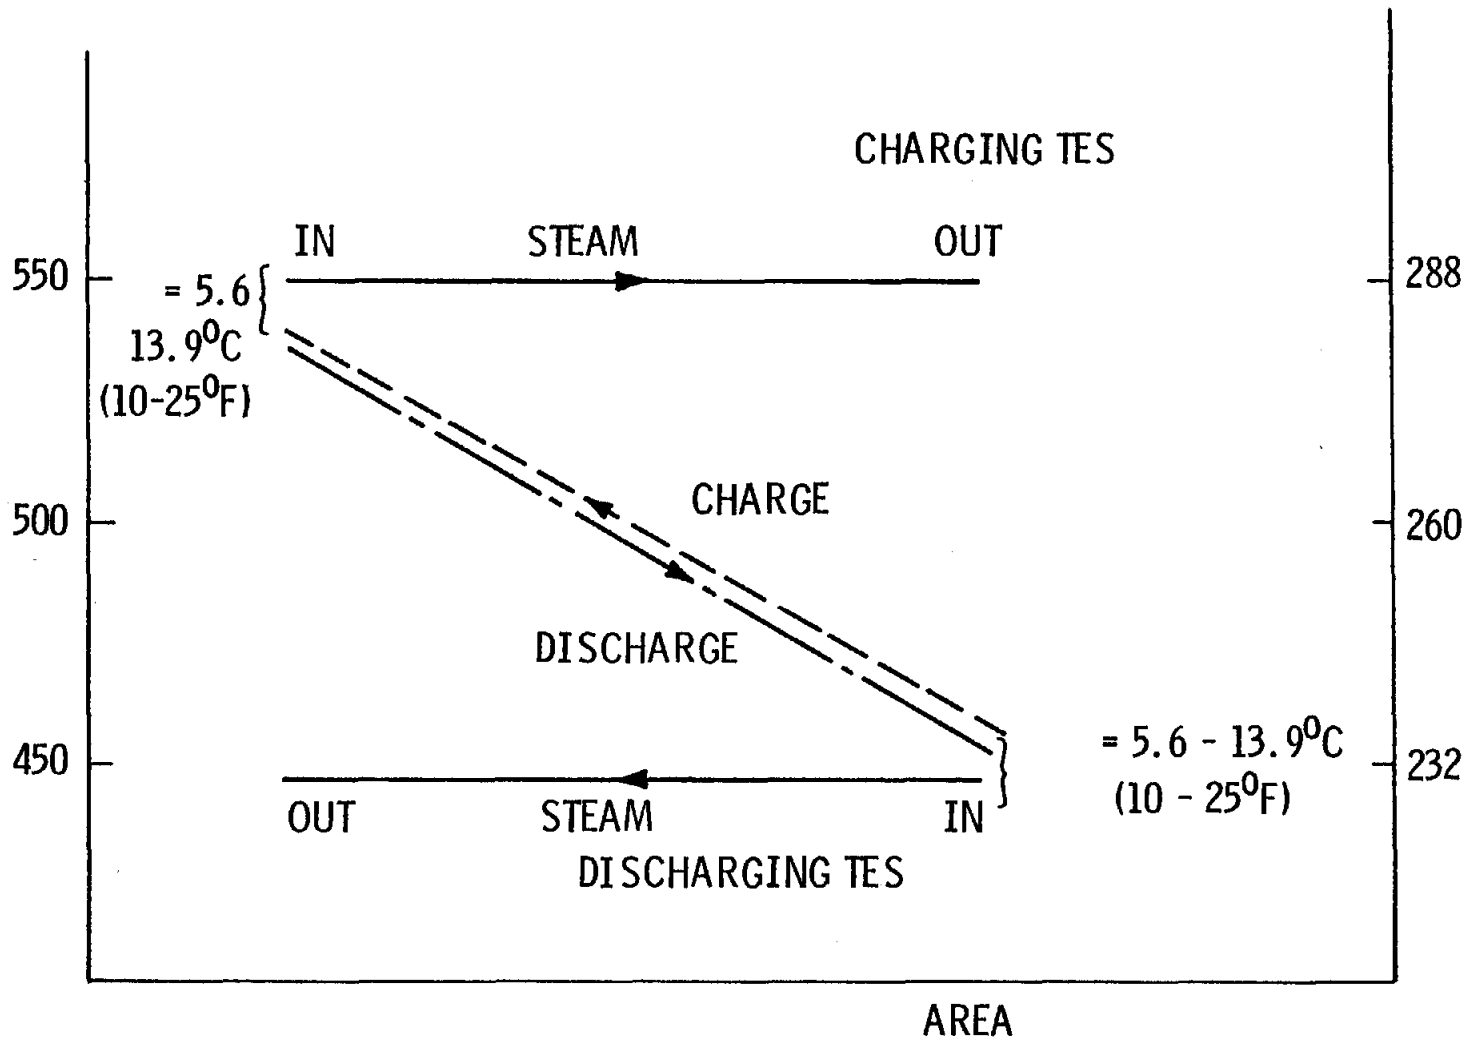 CHARGING TES
IN STEAM OUT
550
288
= 5.6
13.9⁰C
(10-25⁰F)
CHARGE
500
260
DISCHARGE
= 5.6 - 13.9⁰C
(10 - 25⁰F)
450
232
OUT STEAM IN
DISCHARGING TES
AREA